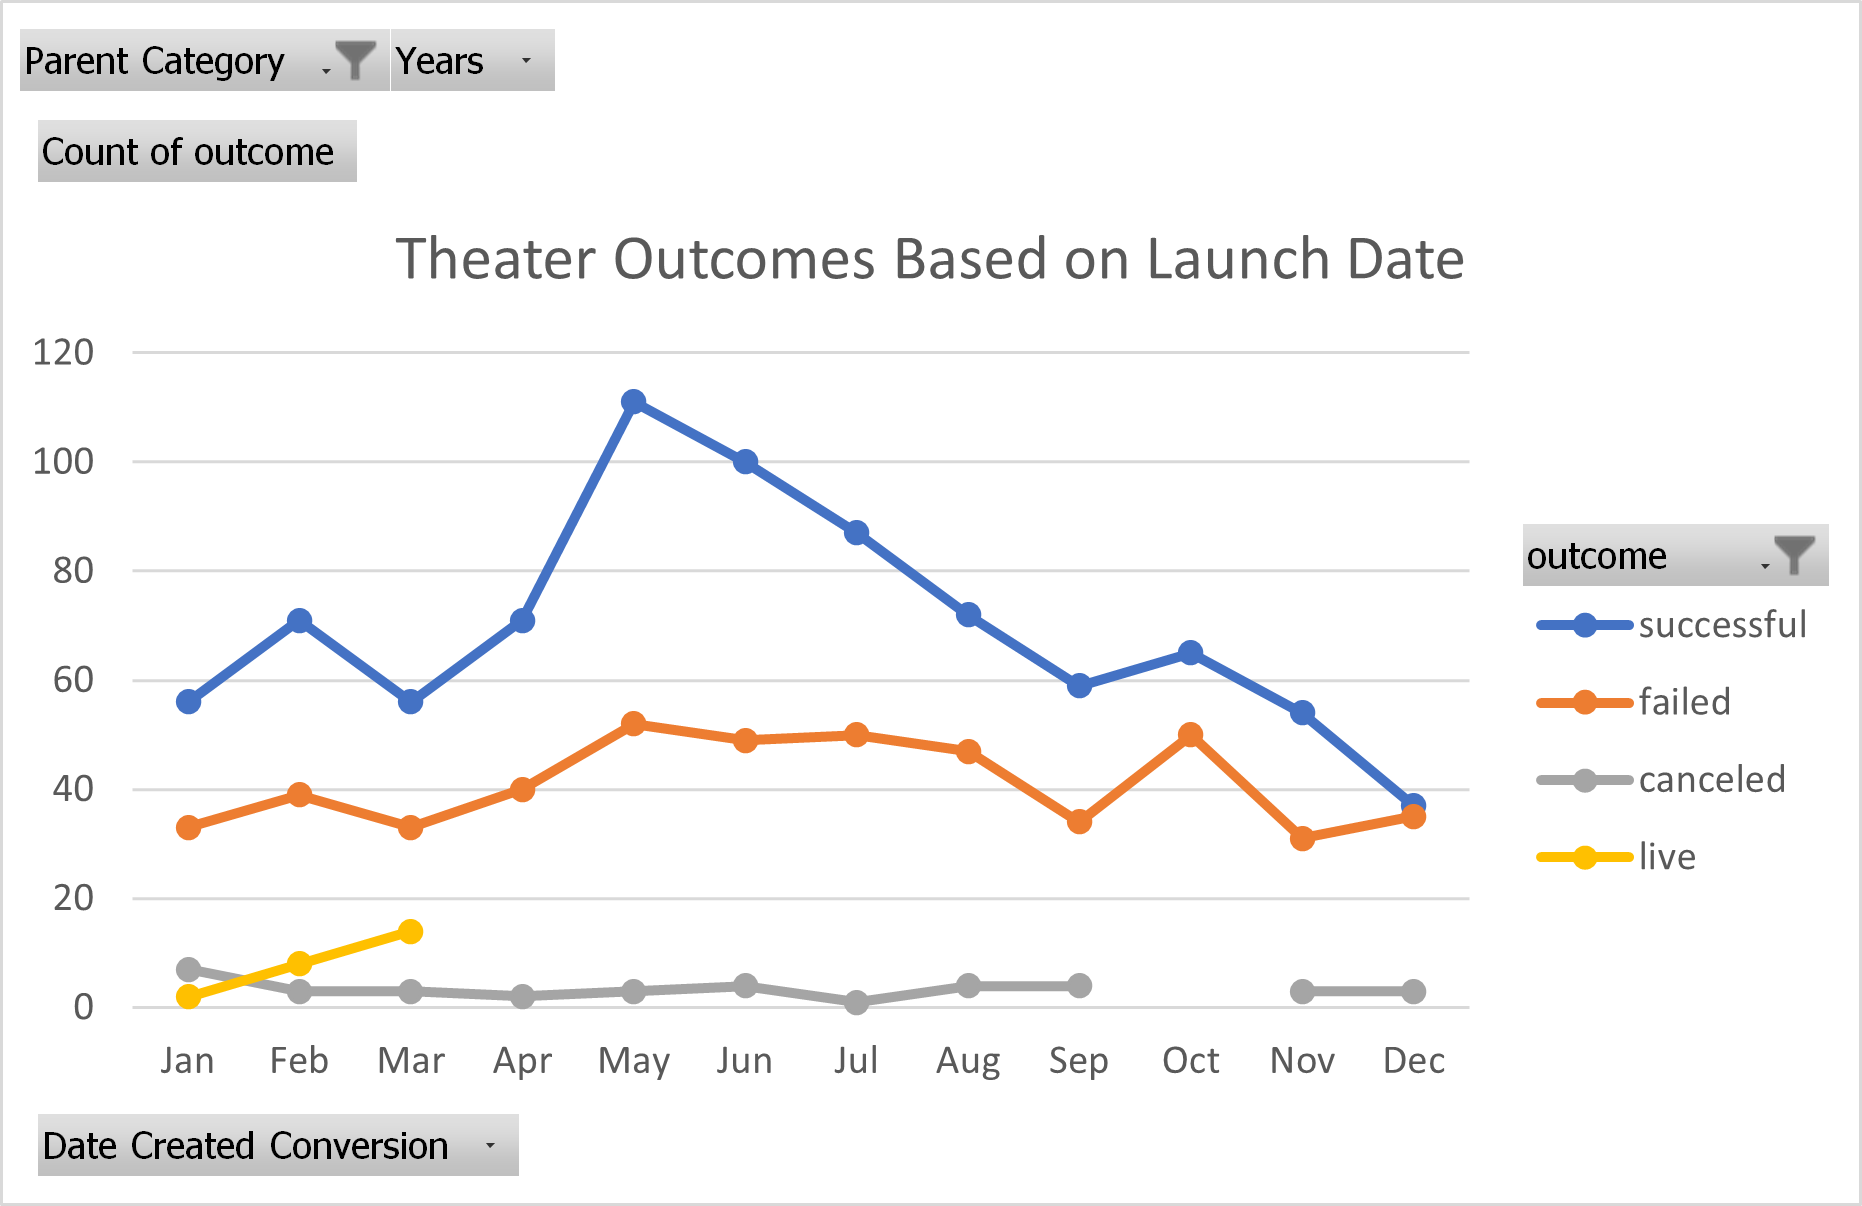 Parent Category
Years
Count of outcome
Theater Outcomes Based on Launch Date
120
100
80
60
40
20
0
Jan Feb Mar Apr May Jun Jul Aug Sep Oct Nov Dec
outcome
successful
failed
canceled
live
Date Created Conversion